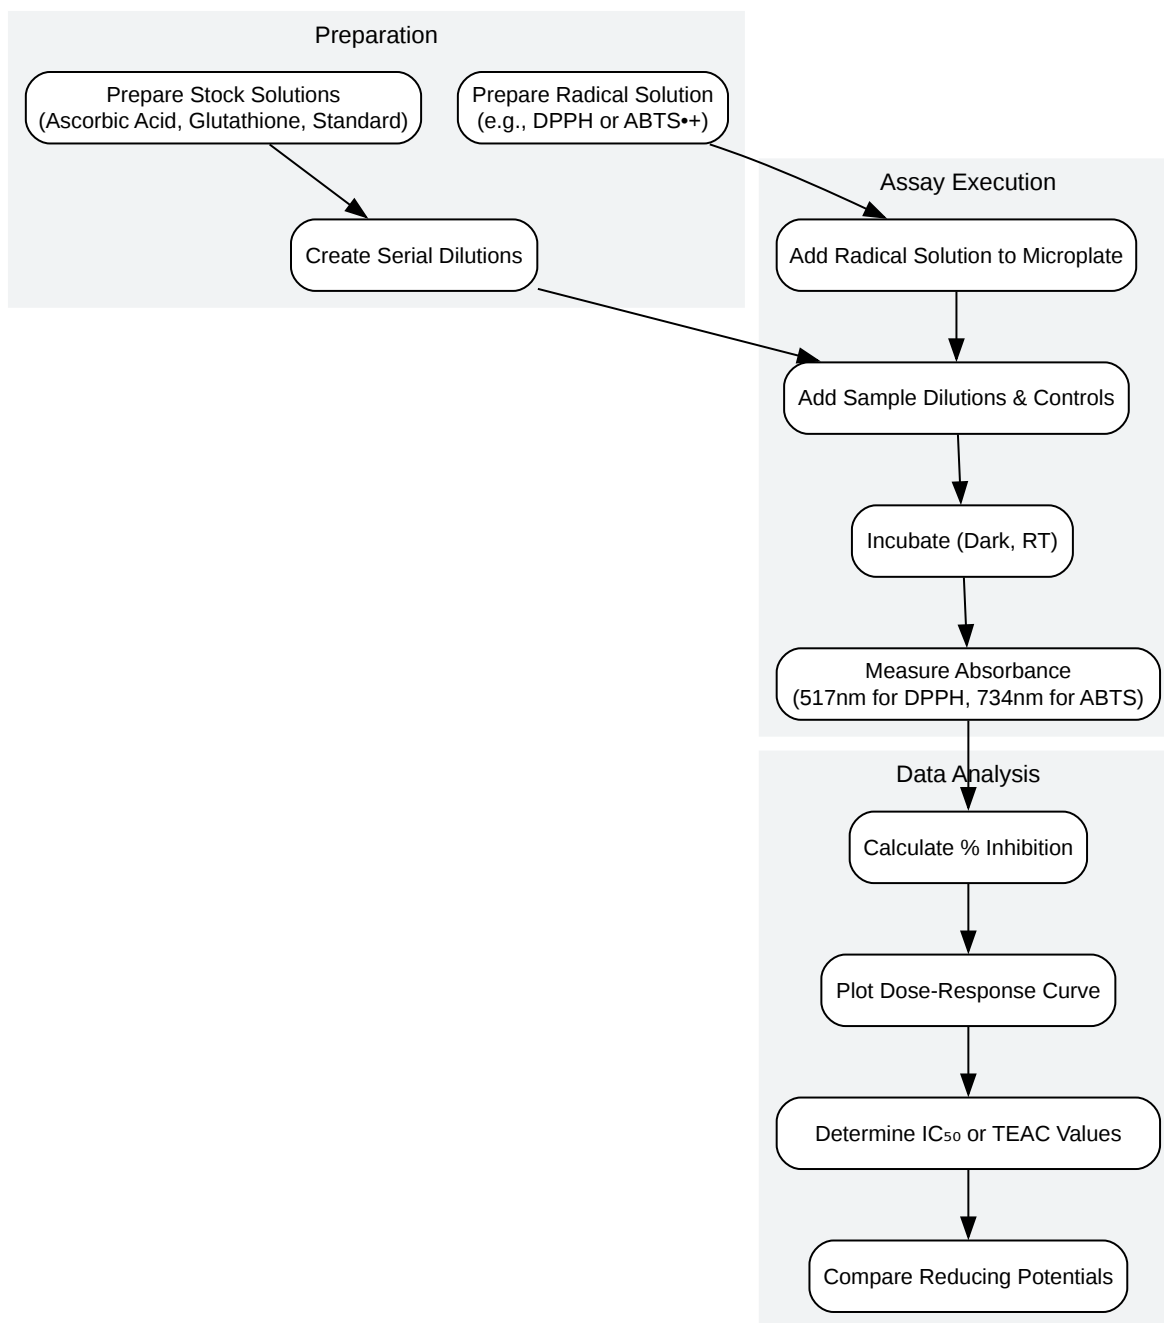 Preparation
Prepare Stock Solutions
(Ascorbic Acid, Glutathione, Standard)
Prepare Radical Solution
(e.g., DPPH or ABTS•+)
Create Serial Dilutions
Assay Execution
Add Radical Solution to Microplate
Add Sample Dilutions & Controls
Incubate (Dark, RT)
Measure Absorbance
(517nm for DPPH, 734nm for ABTS)
Data Analysis
Calculate % Inhibition
Plot Dose-Response Curve
Determine IC₅₀ or TEAC Values
Compare Reducing Potentials